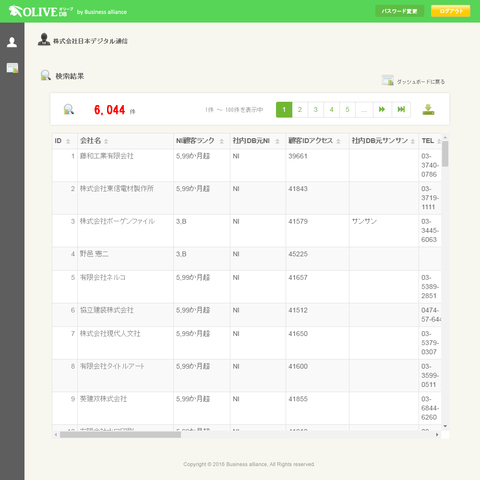 OLIVE DB オリーブ by Business alliance パスワード変更 ログアウト
株式会社日本デジタル通信
検索結果
ダッシュボードに戻る
6,044 件 1件 ～ 100件を表示中 1 2 3 4 5 ...
ID 会社名 NI顧客ランク 社内DB元NI 顧客IDアクセス 社内DB元サンサン TEL
1 藤和工業有限会社 5,99か月超 NI 39661 03-3740-0786
2 株式会社東信電材製作所 5,99か月超 NI 41843 03-3719-1111
3 株式会社ボーゲンファイル 3,B NI 41579 サンサン 03-3445-6063
4 野邑 憲二 3,B NI 45225
5 有限会社ネルコ 5,99か月超 NI 41657 03-5389-2851
6 協立建装株式会社 5,99か月超 NI 41512 0474-57-644
7 株式会社現代人文社 5,99か月超 NI 41650 03-5379-0307
8 有限会社タイトルアート 5,99か月超 NI 41600 03-3599-0511
9 英建双株式会社 5,99か月超 NI 41855 03-6844-6260
Copyright © 2016 Business alliance, All Rights reserved.